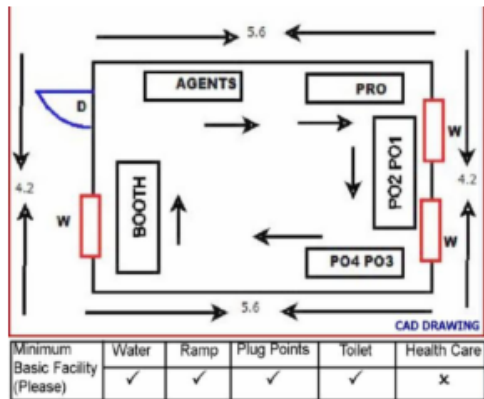 5.6
AGENTS
PRO
D
W
PO2 PO1
4.2
4.2
BOOTH
W
W
PO4 PO3
5.6
CAD DRAWING
Minimum Basic Facility (Please) Water Ramp Plug Points Toilet Health Care
✓ ✓ ✓ ✓ x